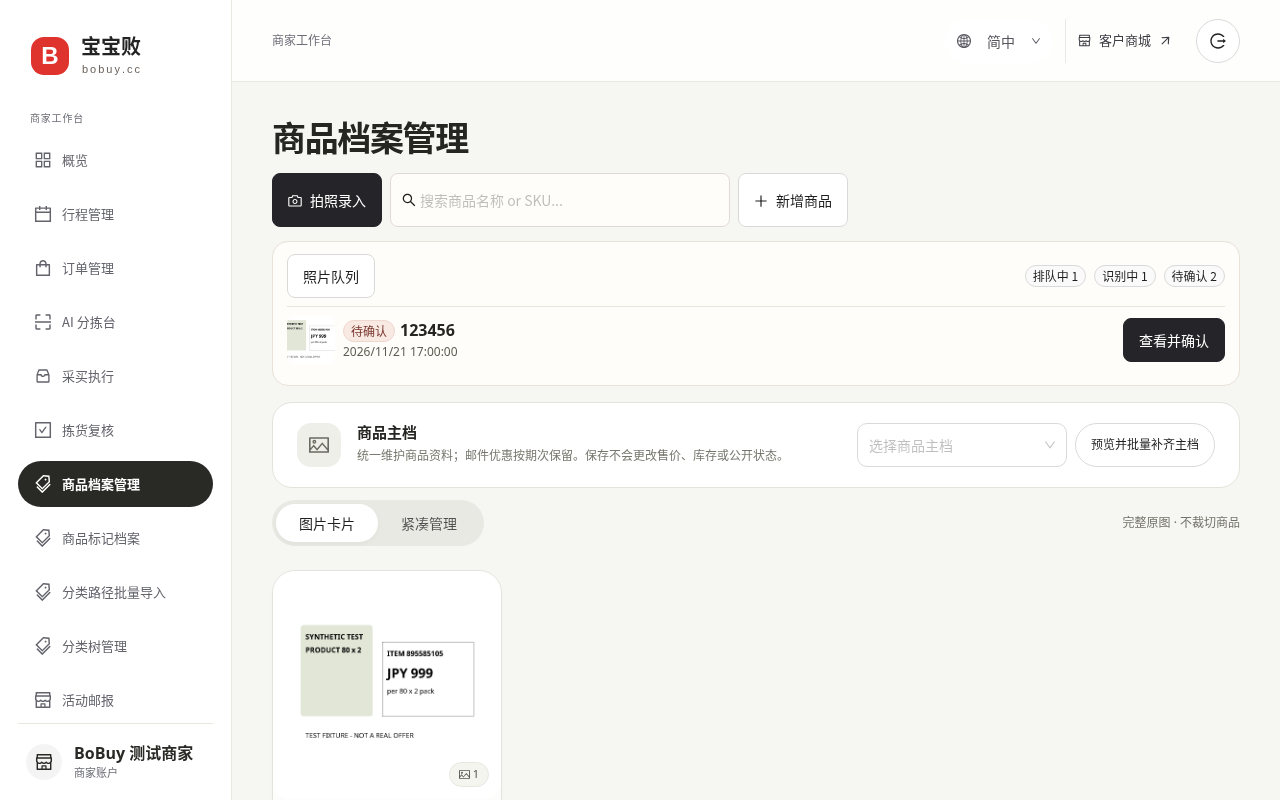 B
宝宝败
bobuy.cc
商家工作台
概览
行程管理
订单管理
AI 分拣台
采买执行
拣货复核
商品档案管理
商品标记档案
分类路径批量导入
分类树管理
活动邮报
BoBuy 测试商家
商家账户
商家工作台
简中
客户商城
商品档案管理
拍照录入
搜索商品名称 or SKU...
新增商品
照片队列
排队中 1
识别中 1
待确认 2
待确认 123456
2026/11/21 17:00:00
查看并确认
商品主档
统一维护商品资料；邮件优惠按期次保留。保存不会更改售价、库存或公开状态。
选择商品主档
预览并批量补齐主档
图片卡片
紧凑管理
完整原图 · 不裁切商品
SYNTHETIC TEST
PRODUCT 80 x 2
ITEM 895585105
JPY 999
per 80 x 2 pack
TEST FIXTURE - NOT A REAL OFFER
1